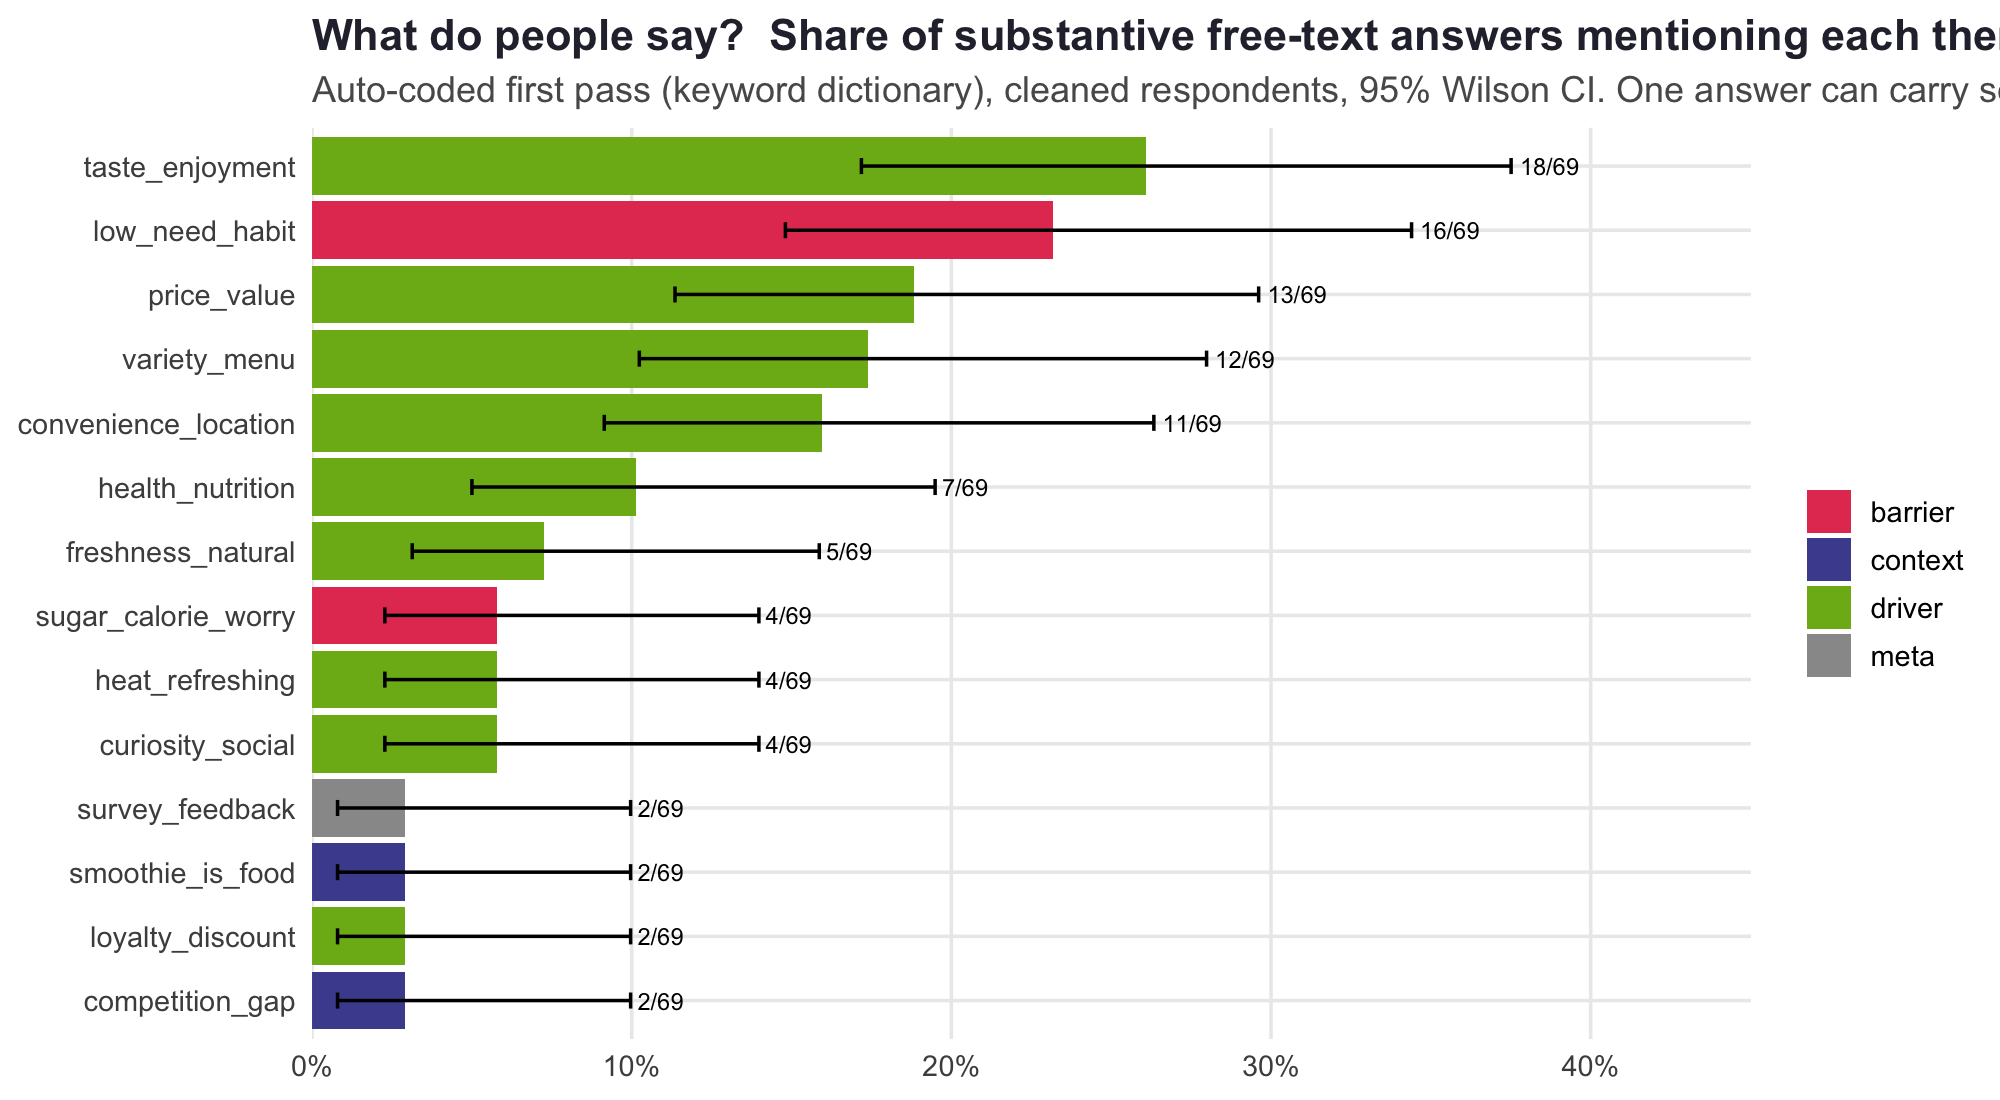 What do people say?  Share of substantive free-text answers mentioning each
Auto-coded first pass (keyword dictionary), cleaned respondents, 95% Wilson CI. One answer can carry
taste_enjoyment 18/69
low_need_habit 16/69
price_value 13/69
variety_menu 12/69
convenience_location 11/69
health_nutrition 7/69
freshness_natural 5/69
sugar_calorie_worry 4/69
heat_refreshing 4/69
curiosity_social 4/69
survey_feedback 2/69
smoothie_is_food 2/69
loyalty_discount 2/69
competition_gap 2/69
0% 10% 20% 30% 40%
barrier
context
driver
meta